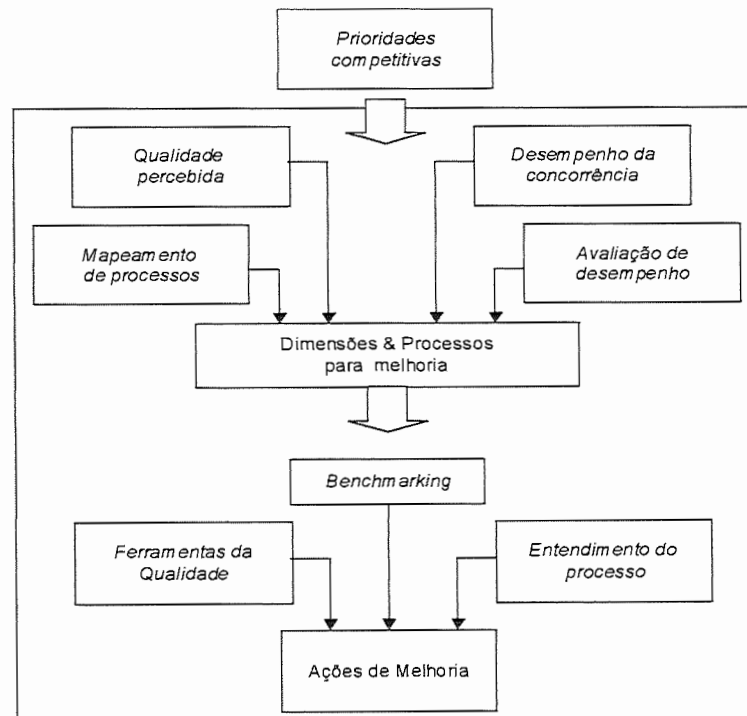 Prioridades
competitivas
Qualidade
percebida
Desempenho da
concorrência
Mapeamento
de processos
Avaliação de
desempenho
Dimensões & Processos
para melhoria
Benchmarking
Ferramentas da
Qualidade
Entendimento do
processo
Ações de Melhoria